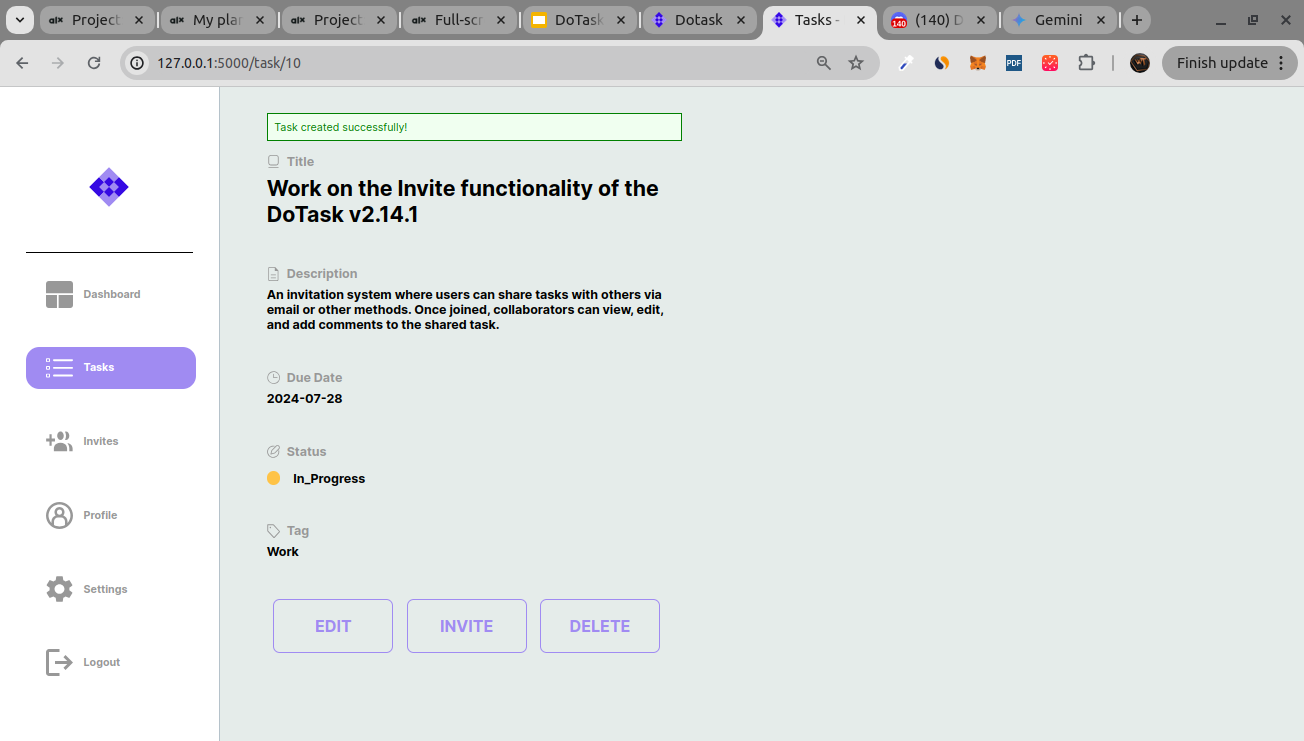 Project
My plan
Project
Full-scr
DoTask
Dotask
Tasks -
(140) D
Gemini
127.0.0.1:5000/task/10
PDF
Finish update
Task created successfully!
Title
Work on the Invite functionality of the
DoTask v2.14.1
Description
An invitation system where users can share tasks with others via
email or other methods. Once joined, collaborators can view, edit,
and add comments to the shared task.
Due Date
2024-07-28
Status
In_Progress
Tag
Work
EDIT
INVITE
DELETE
Dashboard
Tasks
Invites
Profile
Settings
Logout